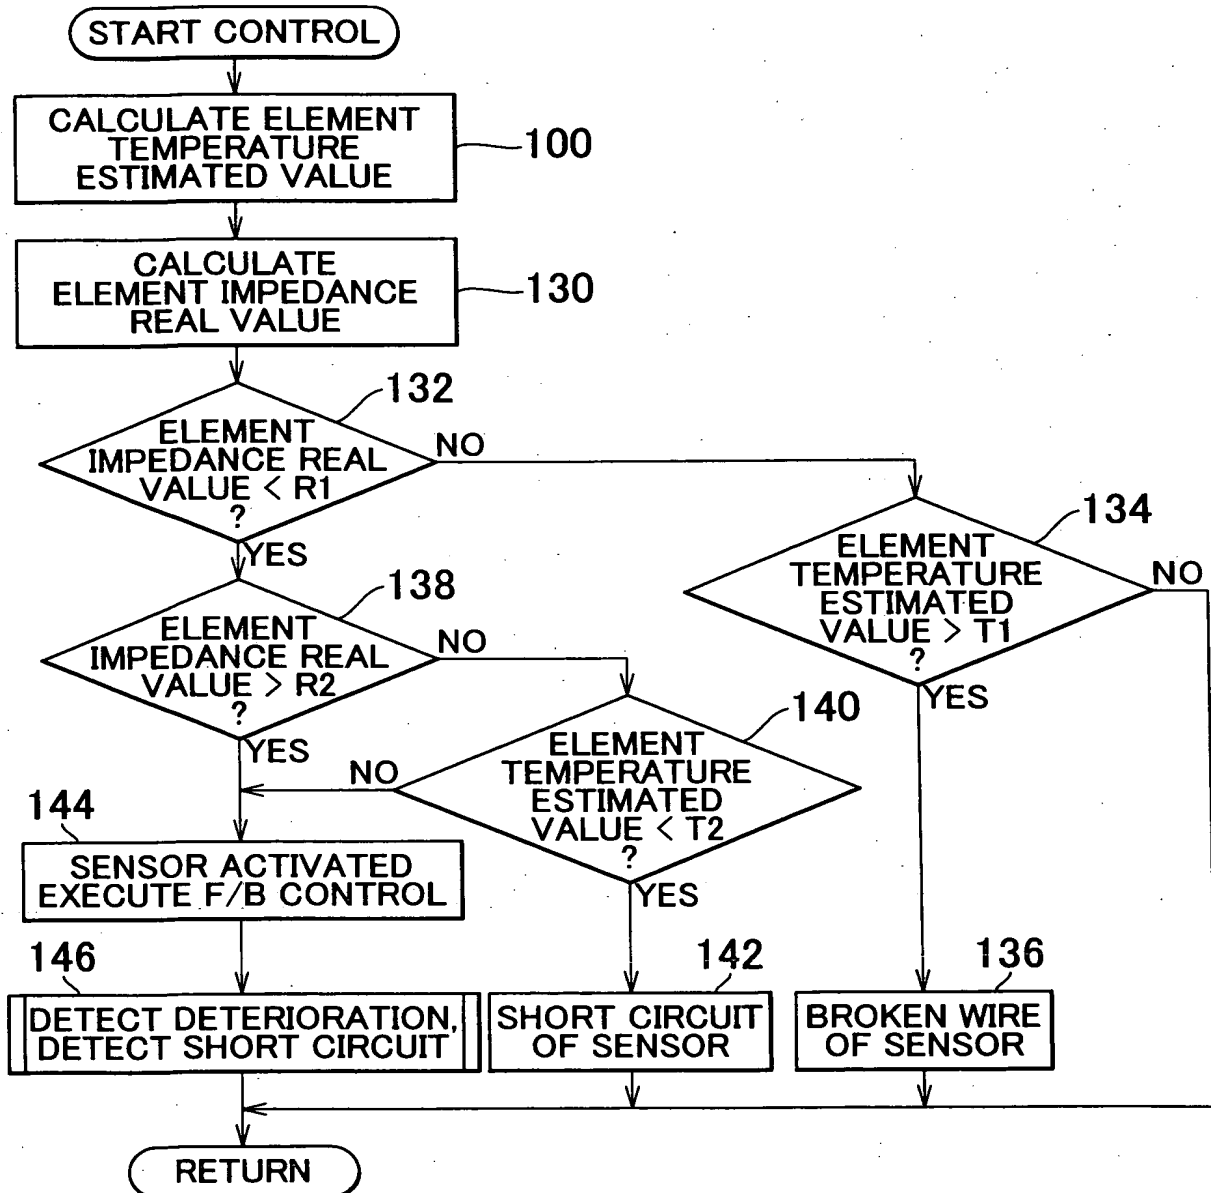 START CONTROL
CALCULATE ELEMENT
TEMPERATURE
ESTIMATED VALUE
100
CALCULATE
ELEMENT IMPEDANCE
REAL VALUE
130
132
ELEMENT
IMPEDANCE REAL
VALUE < R1
?
NO
YES
134
ELEMENT
TEMPERATURE
ESTIMATED
VALUE > T1
?
NO
YES
138
ELEMENT
IMPEDANCE REAL
VALUE > R2
?
NO
YES
140
ELEMENT
TEMPERATURE
ESTIMATED
VALUE < T2
?
NO
YES
144
SENSOR ACTIVATED
EXECUTE F/B CONTROL
146
DETECT DETERIORATION,
DETECT SHORT CIRCUIT
142
SHORT CIRCUIT
OF SENSOR
136
BROKEN WIRE
OF SENSOR
RETURN